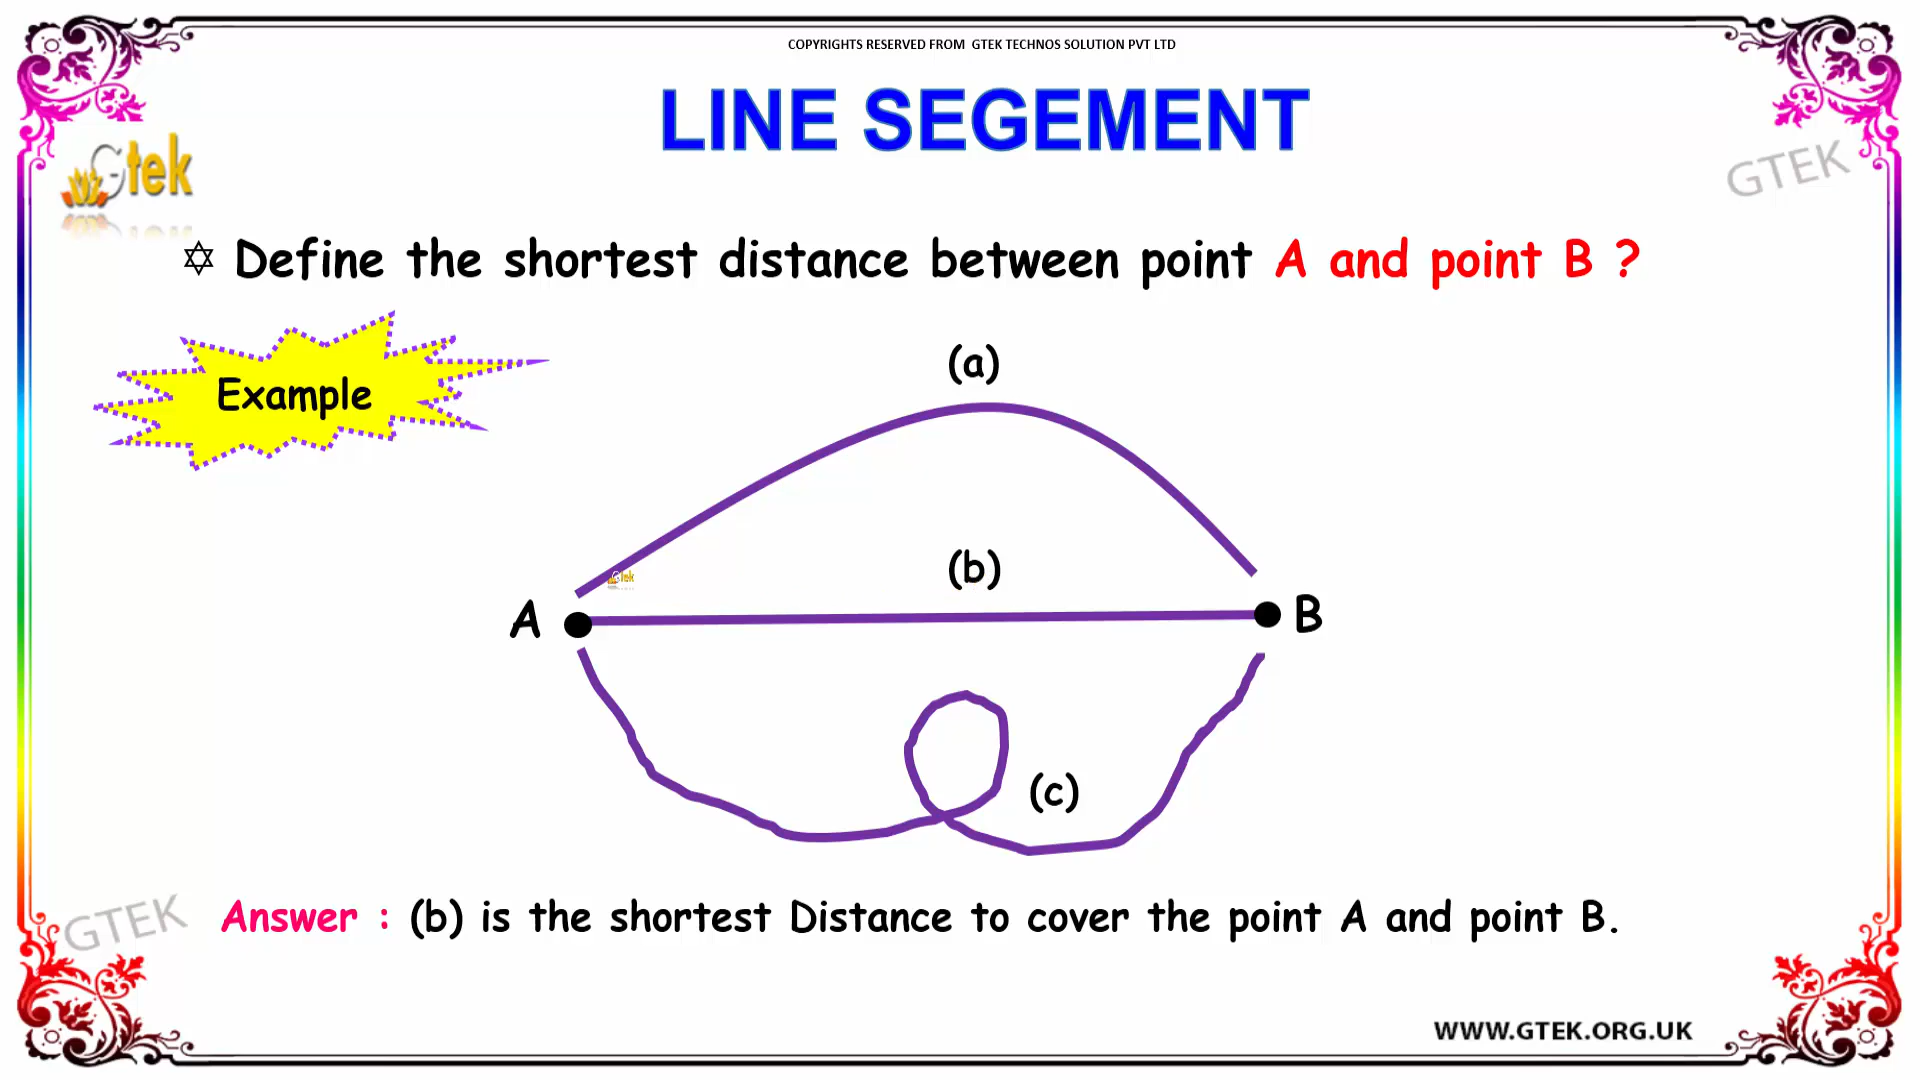 COPYRIGHTS RESERVED FROM GTEK TECHNOS SOLUTION PVT LTD
LINE SEGEMENT
Gtek
GTEK
✡ Define the shortest distance between point A and point B ?
Example
(a)
Gtek
(b)
A
B
(c)
GTEK
Answer : (b) is the shortest Distance to cover the point A and point B.
WWW.GTEK.ORG.UK